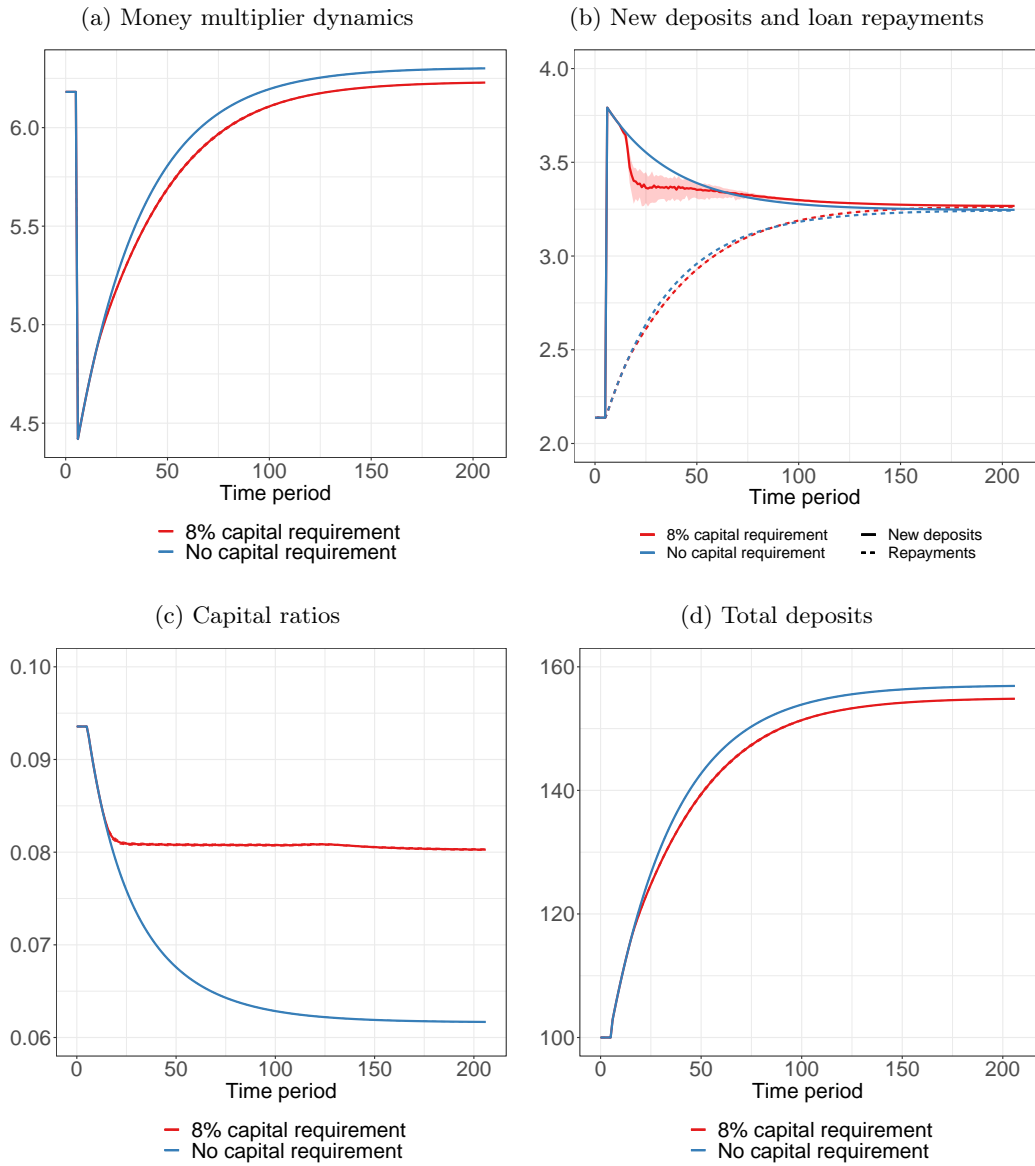 (a) Money multiplier dynamics
6.0
5.5
5.0
4.5
0 50 100 150 200
Time period
8% capital requirement
No capital requirement
(b) New deposits and loan repayments
4.0
3.5
3.0
2.5
2.0
0 50 100 150 200
Time period
8% capital requirement New deposits
No capital requirement Repayments
(c) Capital ratios
0.10
0.09
0.08
0.07
0.06
0 50 100 150 200
Time period
8% capital requirement
No capital requirement
(d) Total deposits
160
140
120
100
0 50 100 150 200
Time period
8% capital requirement
No capital requirement